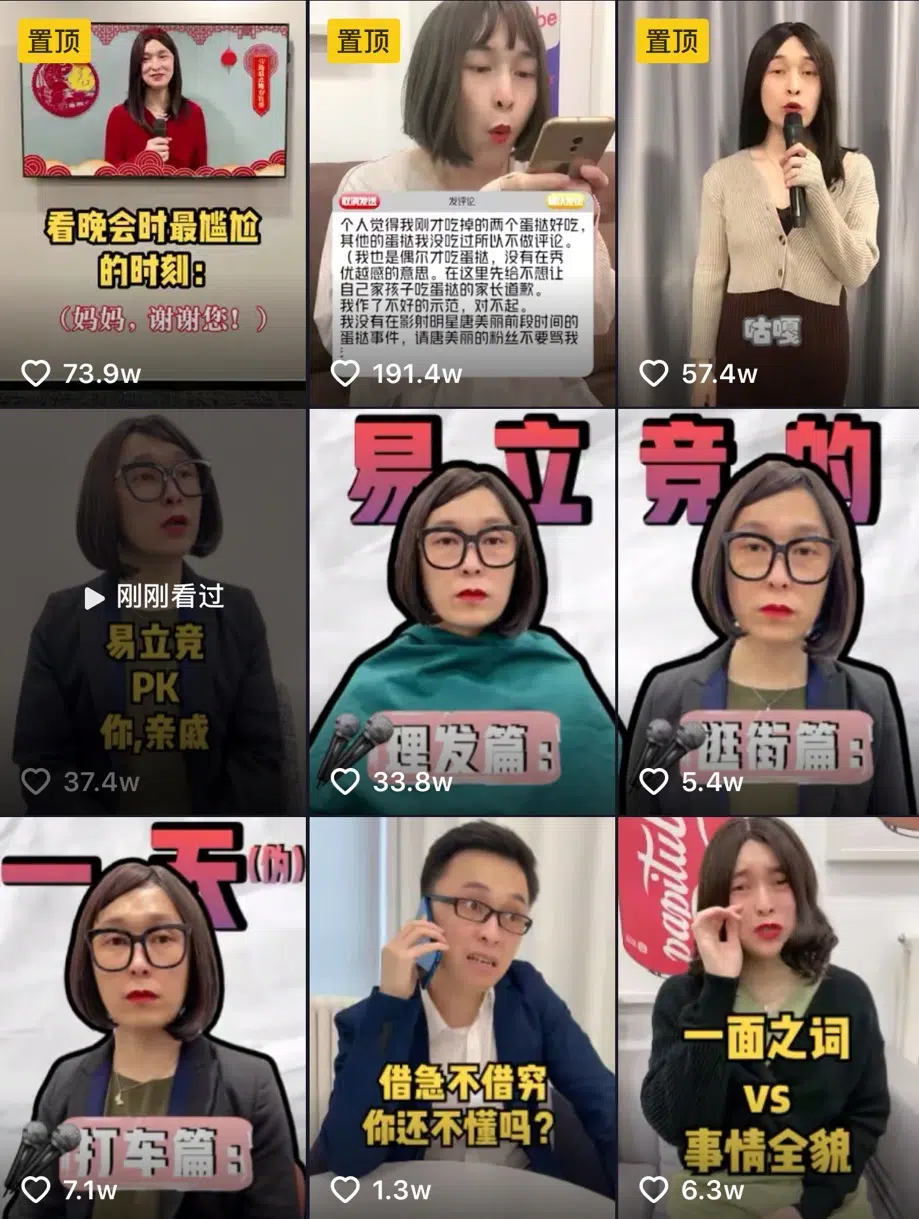 置顶
看晚会时最尴尬
的时刻：
（妈妈，谢谢您！）
73.9w
置顶
be
取消发送
发评论
个人觉得我刚才吃掉的两个蛋挞好吃，
其他的蛋挞我没吃过所以不做评论。
（我也是偶尔才吃蛋挞，没有在秀
优越感的意思。在这里先给不想让
自己家孩子吃蛋挞的家长道歉。
我作了不好的示范，对不起。
我没有在影射明星唐美丽前段时间的
蛋挞事件，请唐美丽的粉丝不要骂我
191.4w
置顶
咕嘎
57.4w
刚刚看过
易立竞
PK
你,亲戚
37.4w
易立
理发篇：
33.8w
竞的
逛街篇：
5.4w
一天(伪)
打车篇：
7.1w
借急不借穷
你还不懂吗？
1.3w
papitube
一面之词
VS
事情全貌
6.3w